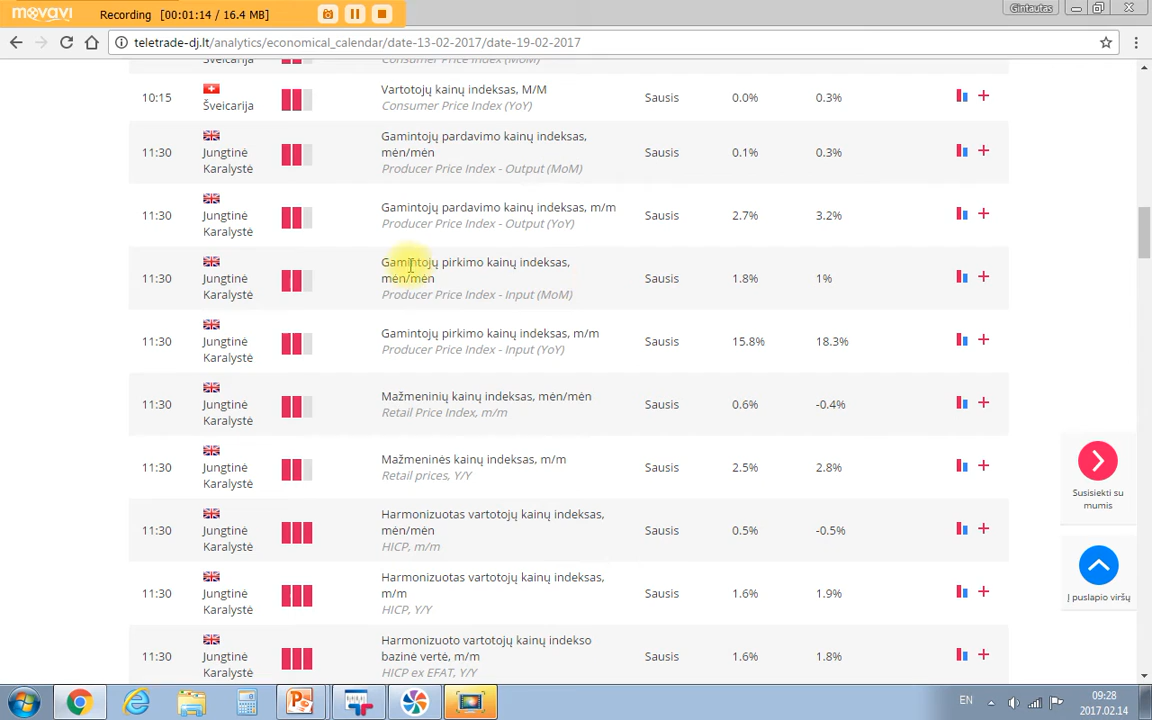 movavi Recording [00:01:14 / 16.4 MB] Gintautas
teletrade-dj.lt/analytics/economical_calendar/date-13-02-2017/date-19-02-2017
Šveicarija Consumer Price Index (MoM)
10:15 Šveicarija Vartotojų kainų indeksas, M/M Sausis 0.0% 0.3%
Consumer Price Index (YoY)
11:30 Jungtinė Karalystė Gamintojų pardavimo kainų indeksas, Sausis 0.1% 0.3%
mėn/mėn
Producer Price Index - Output (MoM)
11:30 Jungtinė Karalystė Gamintojų pardavimo kainų indeksas, m/m Sausis 2.7% 3.2%
Producer Price Index - Output (YoY)
11:30 Jungtinė Karalystė Gamintojų pirkimo kainų indeksas, Sausis 1.8% 1%
mėn/mėn
Producer Price Index - Input (MoM)
11:30 Jungtinė Karalystė Gamintojų pirkimo kainų indeksas, m/m Sausis 15.8% 18.3%
Producer Price Index - Input (YoY)
11:30 Jungtinė Karalystė Mažmeninių kainų indeksas, mėn/mėn Sausis 0.6% -0.4%
Retail Price Index, m/m
11:30 Jungtinė Karalystė Mažmeninės kainų indeksas, m/m Sausis 2.5% 2.8%
Retail prices, Y/Y
11:30 Jungtinė Karalystė Harmonizuotas vartotojų kainų indeksas, Sausis 0.5% -0.5%
mėn/mėn
HICP, m/m
11:30 Jungtinė Karalystė Harmonizuotas vartotojų kainų indeksas, Sausis 1.6% 1.9%
m/m
HICP, Y/Y
11:30 Jungtinė Karalystė Harmonizuoto vartotojų kainų indekso Sausis 1.6% 1.8%
bazinė vertė, m/m
HICP ex EFAT, Y/Y
Susisiekti su
mumis
Į puslapio viršų
EN 09:28
2017.02.14